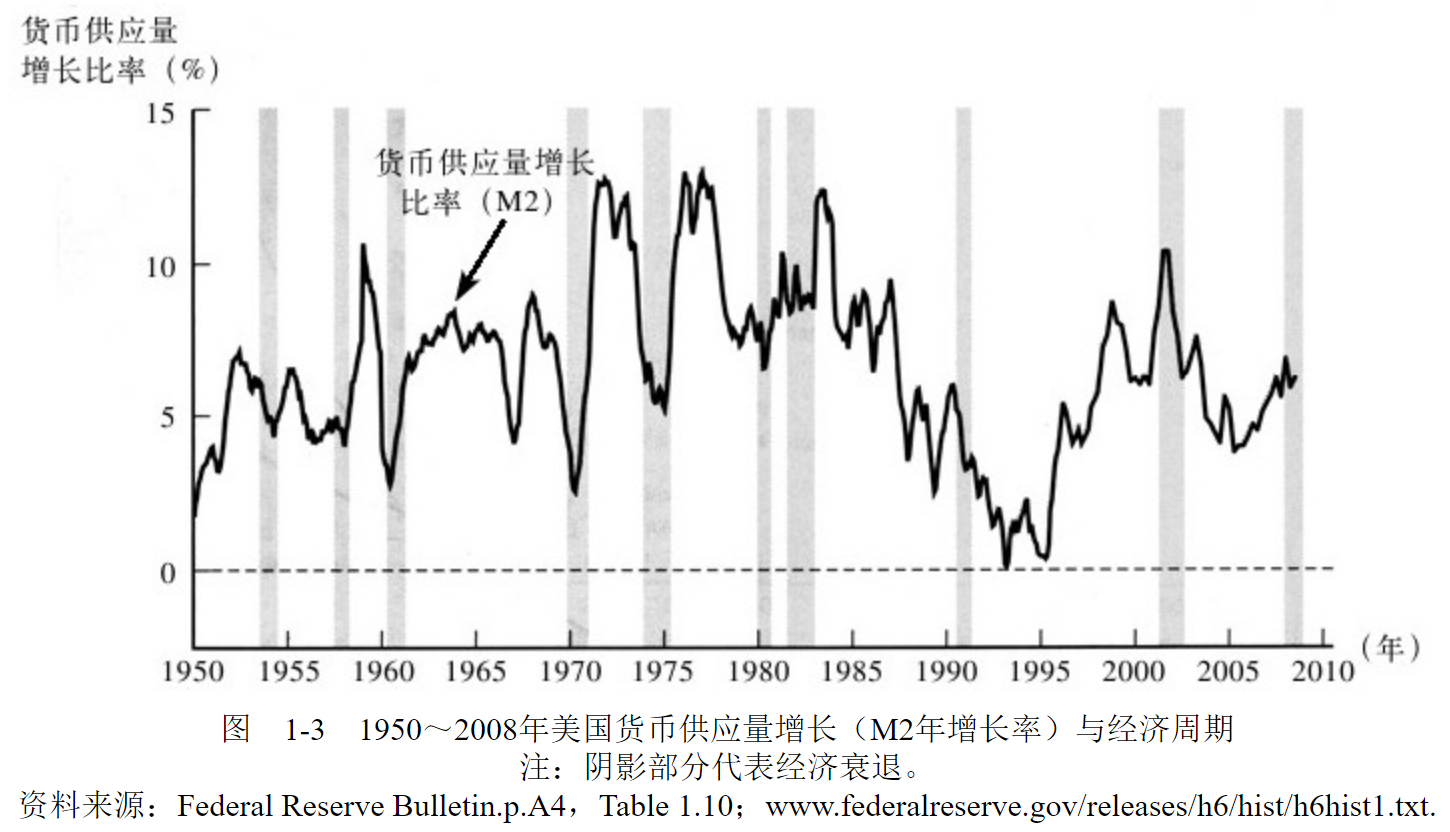 货币供应量
增长比率（%）
15
货币供应量增长
比率（M2）
10
5
0
1950 1955 1960 1965 1970 1975 1980 1985 1990 1995 2000 2005 2010 （年）
图 1-3 1950～2008年美国货币供应量增长（M2年增长率）与经济周期
注：阴影部分代表经济衰退。
资料来源：Federal Reserve Bulletin.p.A4，Table 1.10；www.federalreserve.gov/releases/h6/hist/h6hist1.txt.